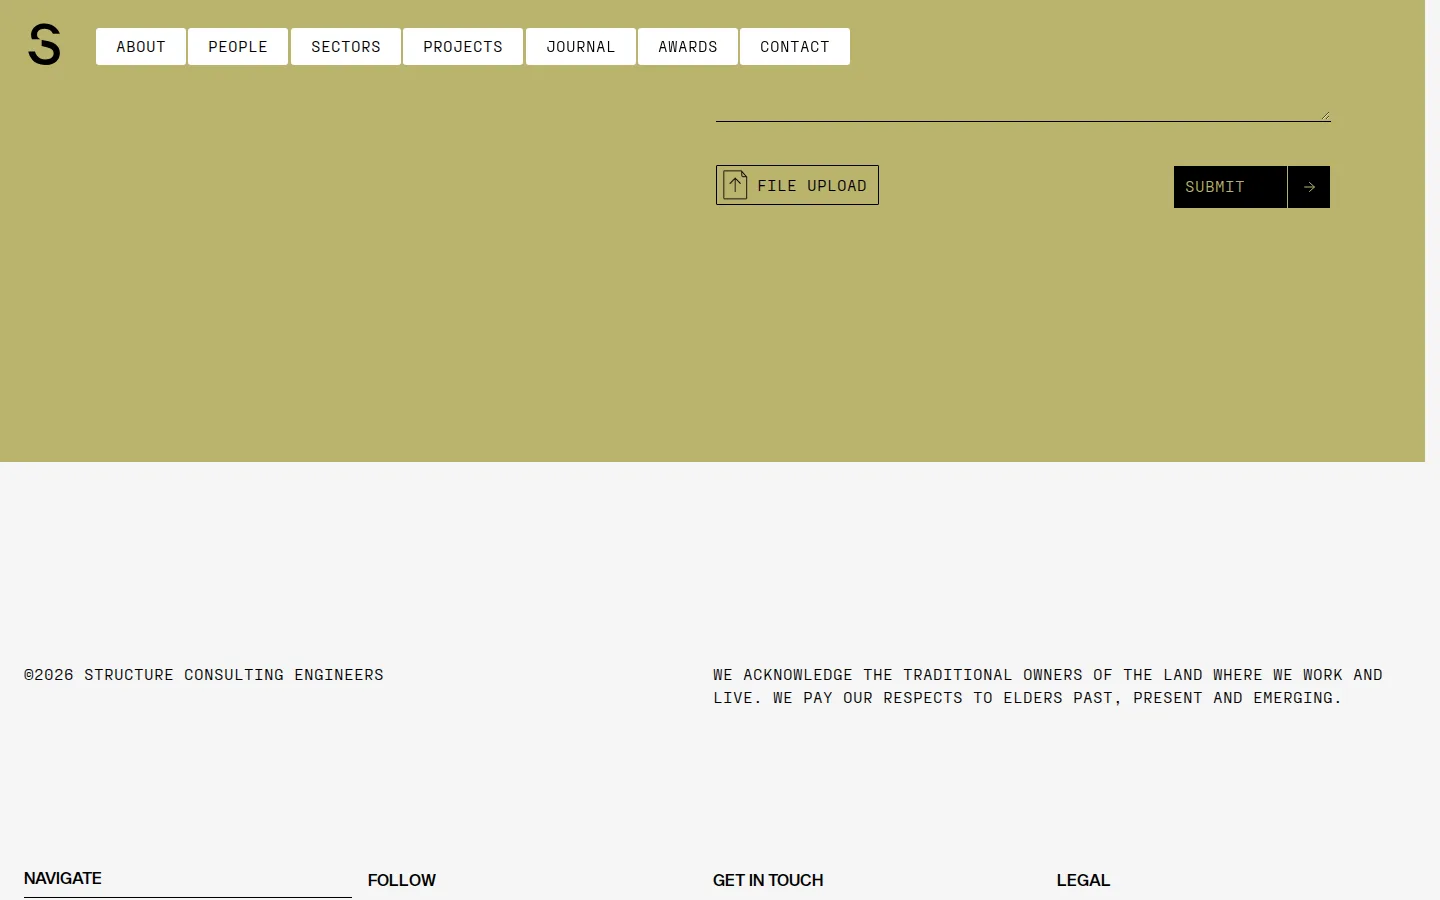 S
ABOUT
PEOPLE
SECTORS
PROJECTS
JOURNAL
AWARDS
CONTACT
FILE UPLOAD
SUBMIT
©2026 STRUCTURE CONSULTING ENGINEERS
WE ACKNOWLEDGE THE TRADITIONAL OWNERS OF THE LAND WHERE WE WORK AND
LIVE. WE PAY OUR RESPECTS TO ELDERS PAST, PRESENT AND EMERGING.
NAVIGATE
FOLLOW
GET IN TOUCH
LEGAL